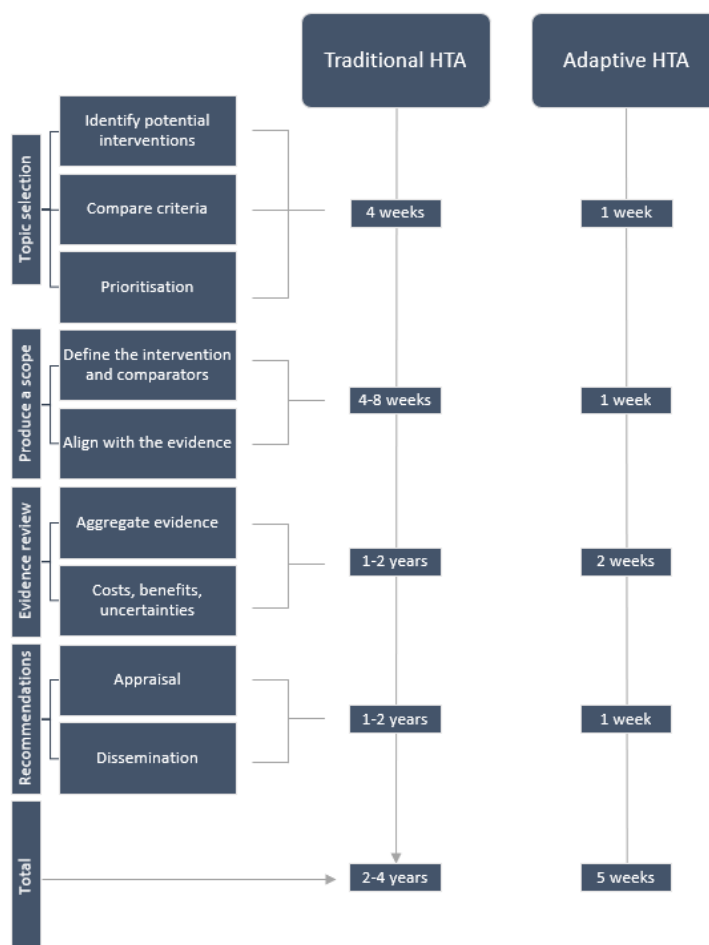 Traditional HTA
Adaptive HTA
Topic selection
Identify potential
interventions
Compare criteria
Prioritisation
4 weeks
1 week
Produce a scope
Define the intervention
and comparators
Align with the evidence
4-8 weeks
1 week
Evidence review
Aggregate evidence
Costs, benefits,
uncertainties
1-2 years
2 weeks
Recommendations
Appraisal
Dissemination
1-2 years
1 week
Total
2-4 years
5 weeks